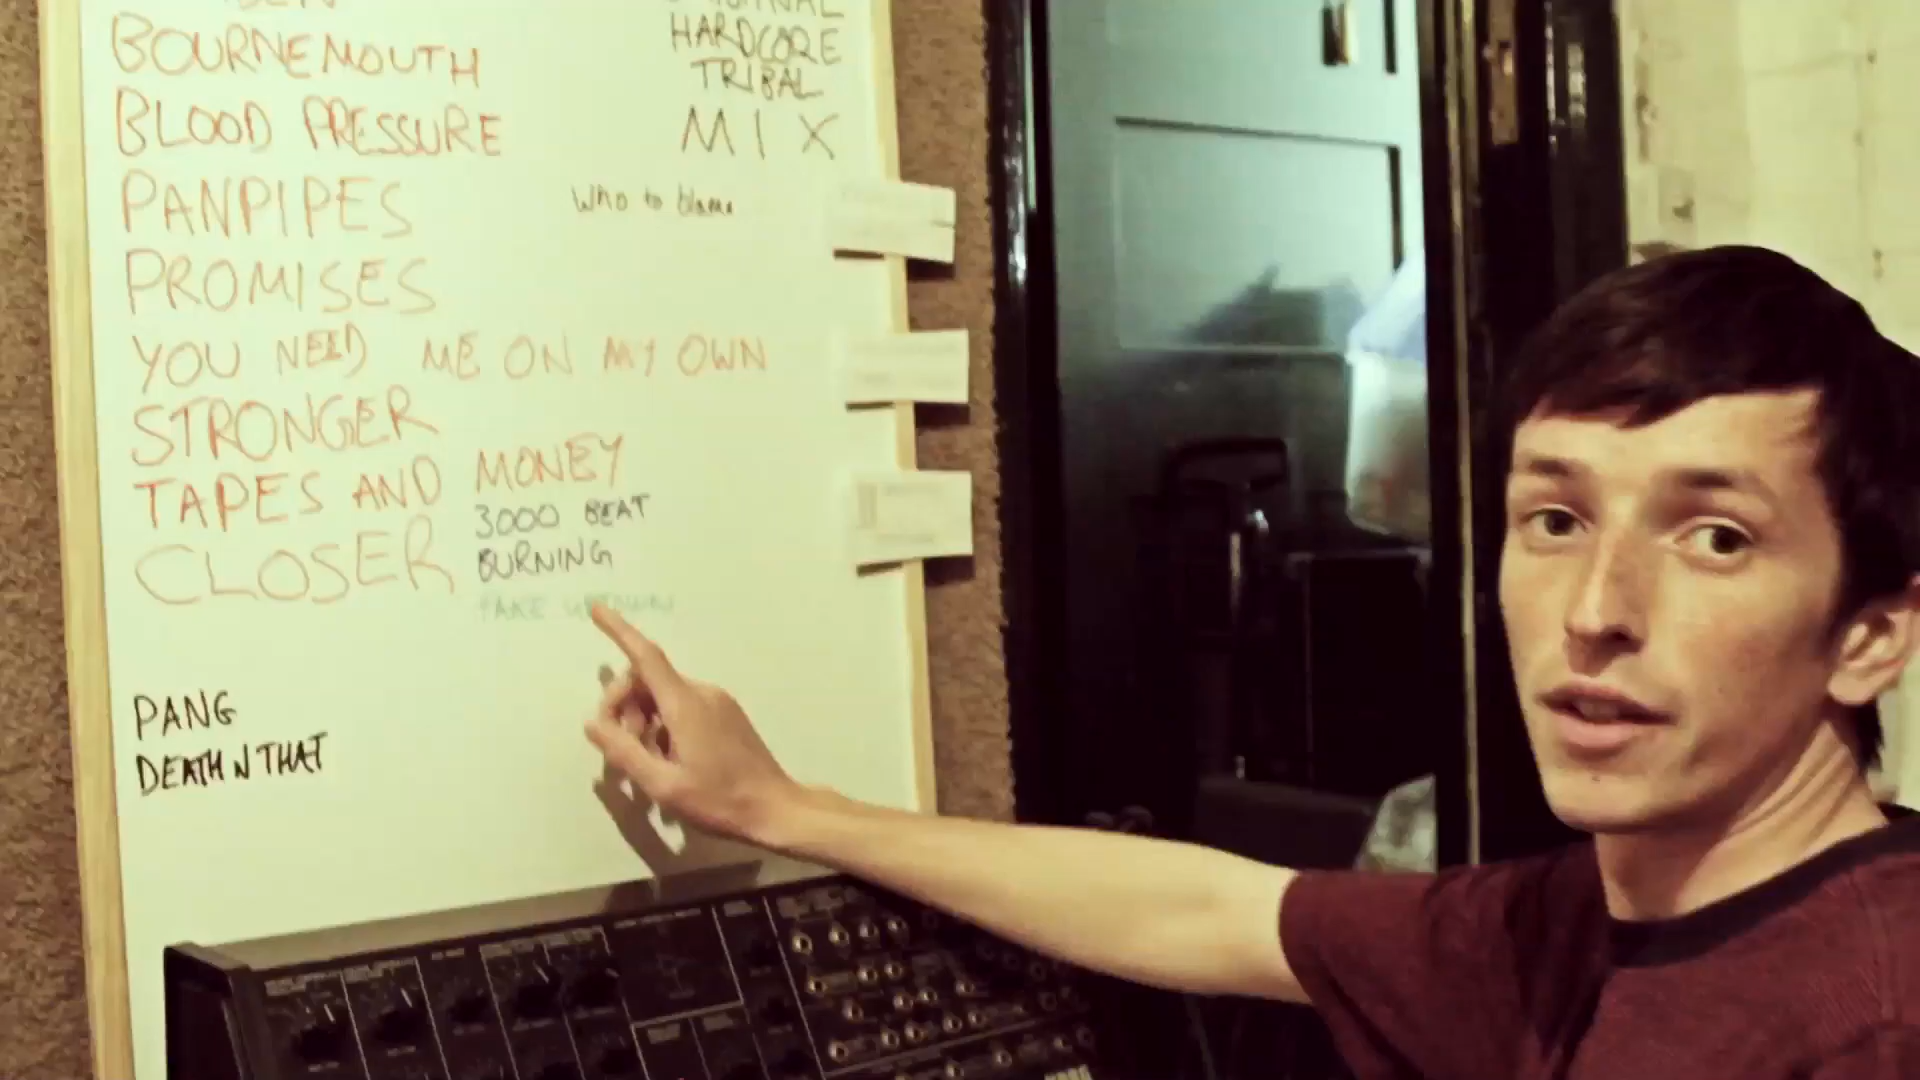 BOURNEMOUTH
BLOOD PRESSURE
PANPIPES
PROMISES
YOU NEED ME ON MY OWN
STRONGER
TAPES AND MONEY
CLOSER
3000 BEAT
BURNING
TAKE
PANG
DEATH N THAT
HARDCORE
TRIBAL
MIX
Who to blame